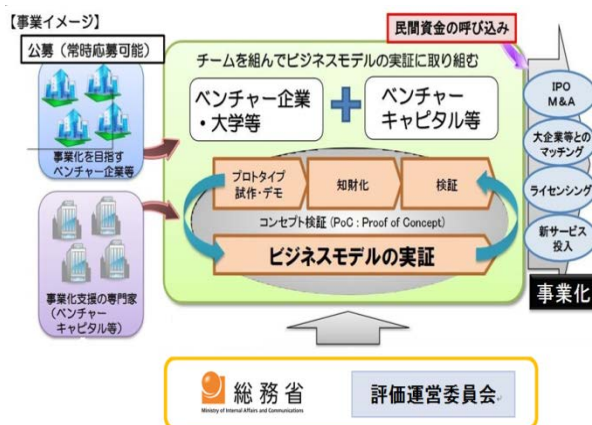 【事業イメージ】
公募（常時応募可能）
民間資金の呼び込み
チームを組んでビジネスモデルの実証に取り組む
ベンチャー企業
・大学等
ベンチャー
キャピタル等
事業化を目指す
ベンチャー企業等
プロトタイプ
試作・デモ
知財化
検証
コンセプト検証（PoC : Proof of Concept）
ビジネスモデルの実証
事業化支援の専門家
（ベンチャー
キャピタル等）
IPO
M&A
大企業等との
マッチング
ライセンシング
新サービス
投入
事業化
総務省
Ministry of Internal Affairs and Communications
評価運営委員会